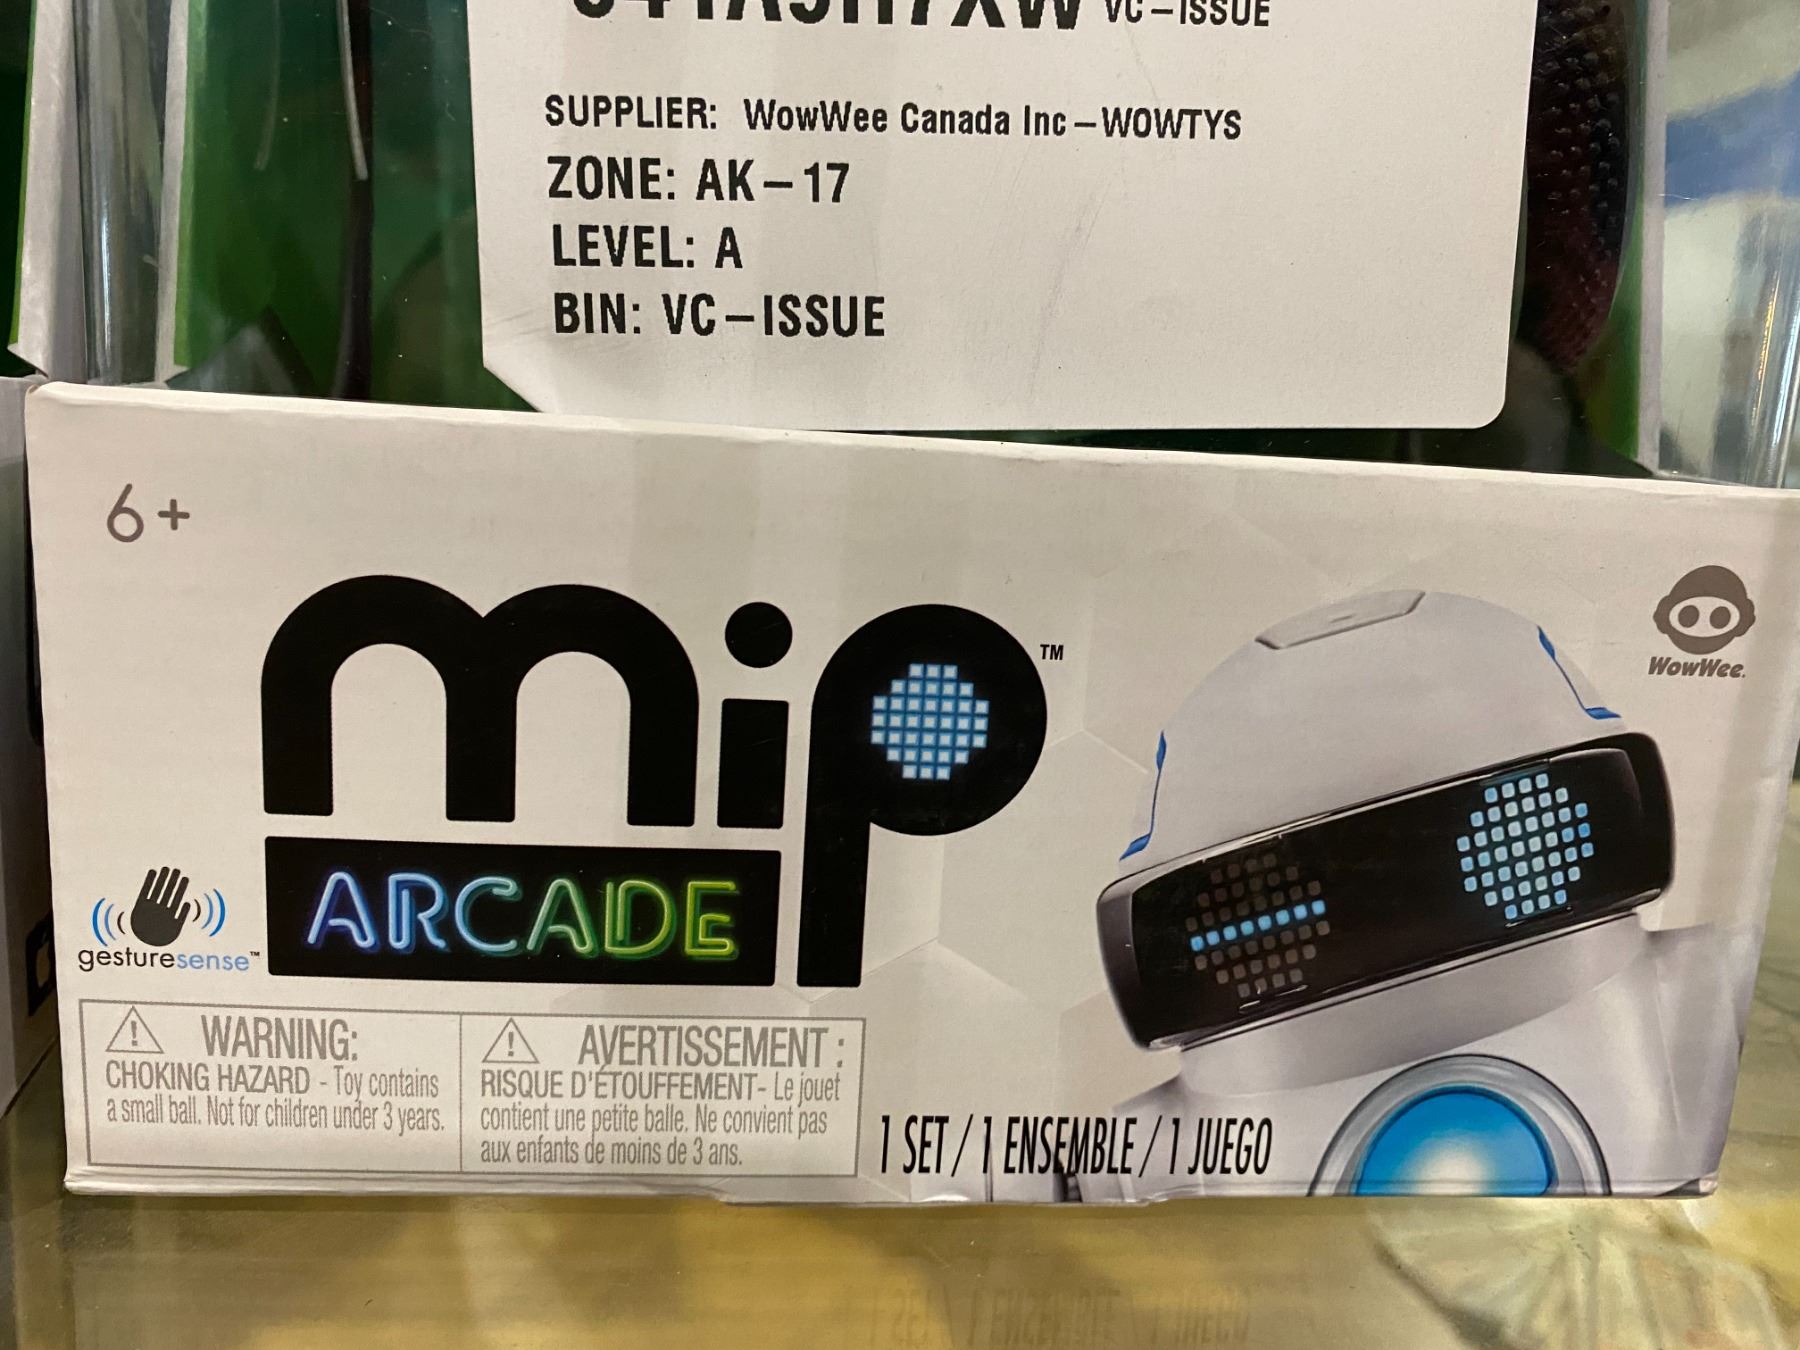 VC-ISSUE
SUPPLIER: WowWee Canada Inc-WOWTYS
ZONE: AK-17
LEVEL: A
BIN: VC-ISSUE
6+
mip™
ARCADE
WowWee.
gesturesense™
WARNING:
CHOKING HAZARD - Toy contains
a small ball. Not for children under 3 years.
AVERTISSEMENT :
RISQUE D'ÉTOUFFEMENT- Le jouet
contient une petite balle. Ne convient pas
aux enfants de moins de 3 ans.
1 SET / 1 ENSEMBLE / 1 JUEGO